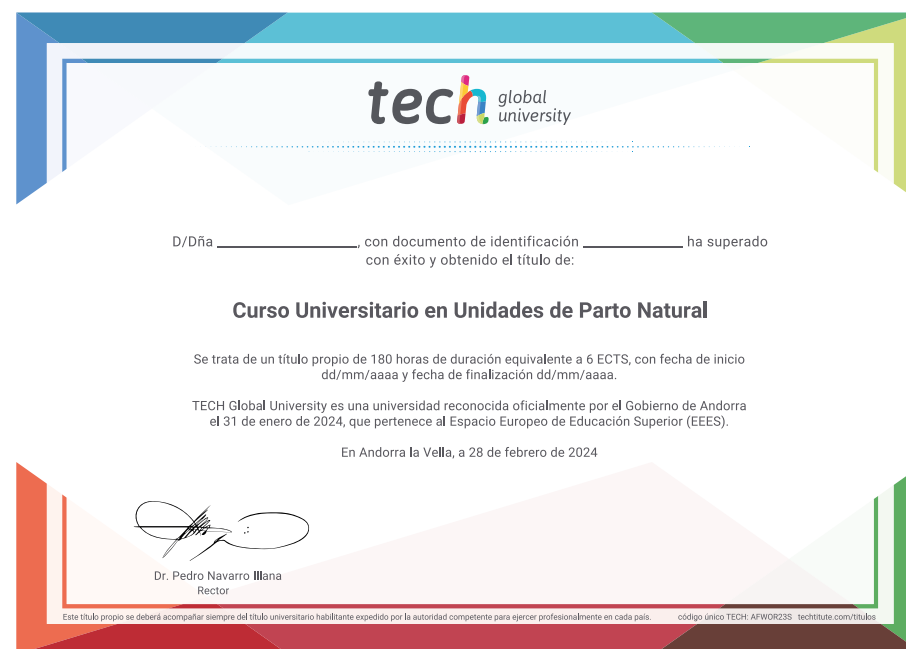 tech global university
D/Dña ____________________, con documento de identificación ______________ ha superado
con éxito y obtenido el título de:
Curso Universitario en Unidades de Parto Natural
Se trata de un título propio de 180 horas de duración equivalente a 6 ECTS, con fecha de inicio
dd/mm/aaaa y fecha de finalización dd/mm/aaaa.
TECH Global University es una universidad reconocida oficialmente por el Gobierno de Andorra
el 31 de enero de 2024, que pertenece al Espacio Europeo de Educación Superior (EEES).
En Andorra la Vella, a 28 de febrero de 2024
Dr. Pedro Navarro Illana
Rector
Este título propio se deberá acompañar siempre del título universitario habilitante expedido por la autoridad competente para ejercer profesionalmente en cada país. código único TECH: AFWOR23S techtitute.com/titulos